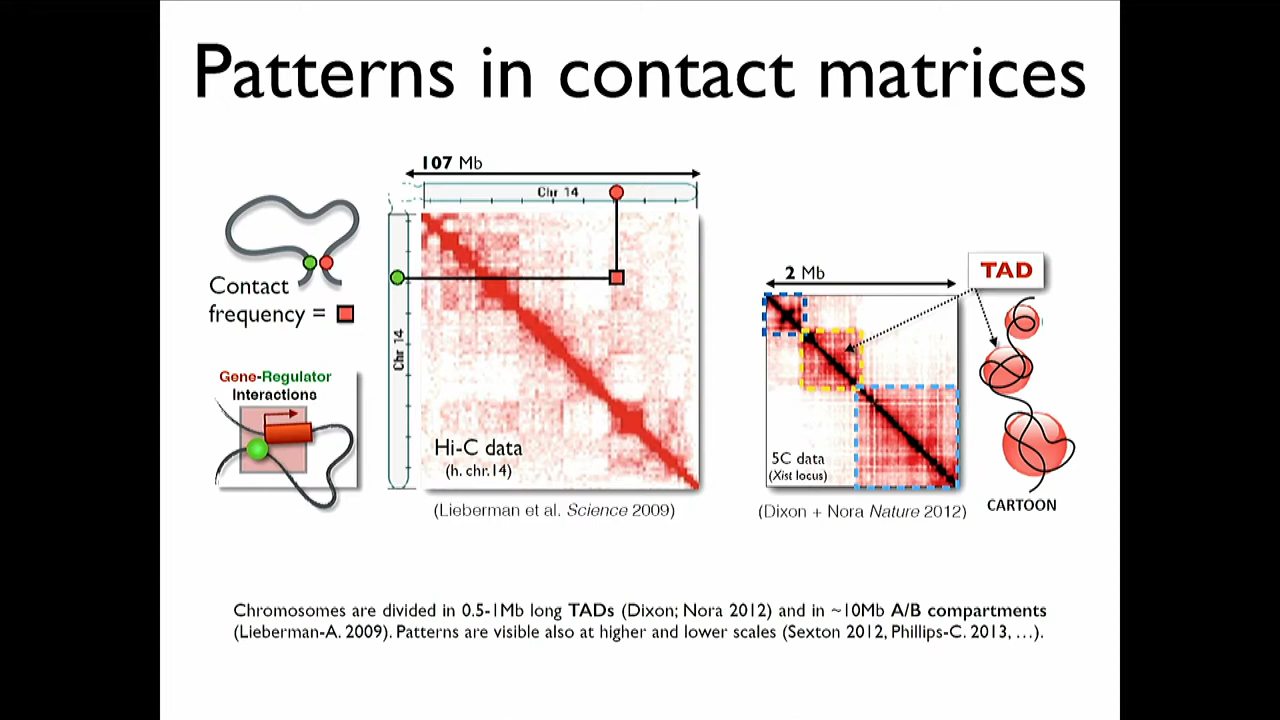 Patterns in contact matrices
107 Mb
Chr 14
Contact
frequency =
Chr 14
Gene-Regulator
Interactions
Hi-C data
(h. chr.14)
(Lieberman et al. Science 2009)
2 Mb
TAD
5C data
(Xist locus)
CARTOON
(Dixon + Nora Nature 2012)
Chromosomes are divided in 0.5-1Mb long TADs (Dixon; Nora 2012) and in ~10Mb A/B compartments
(Lieberman-A. 2009). Patterns are visible also at higher and lower scales (Sexton 2012, Phillips-C. 2013, …).